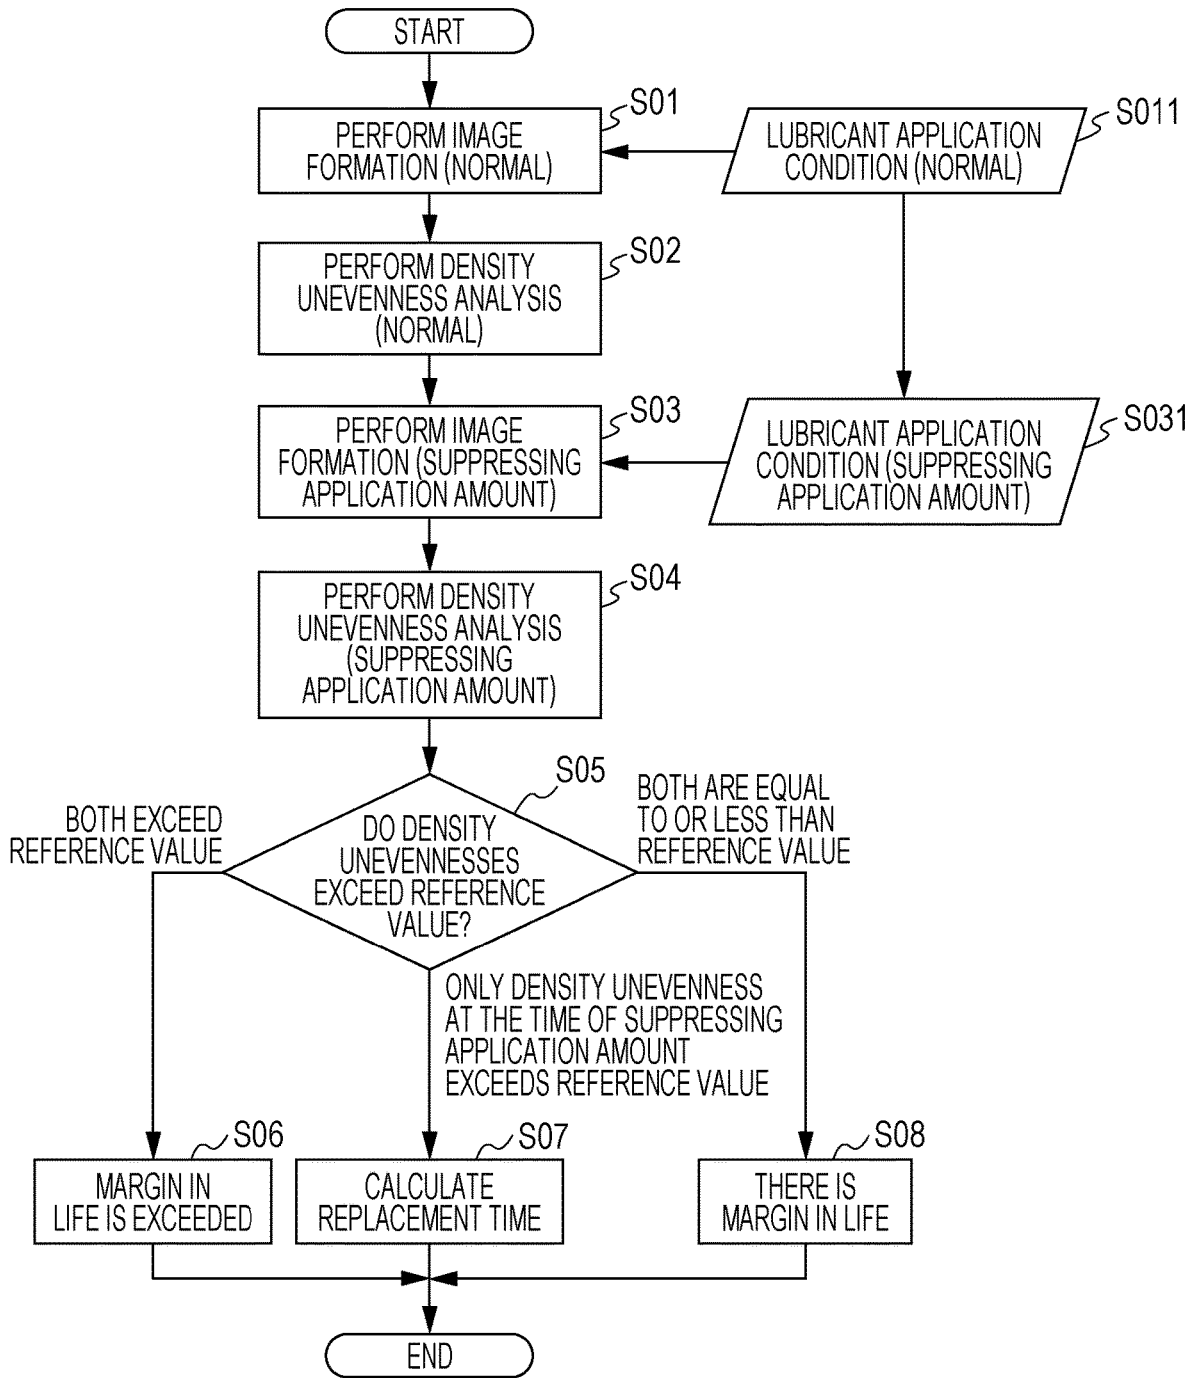 START
S01
PERFORM IMAGE
FORMATION (NORMAL)
S011
LUBRICANT APPLICATION
CONDITION (NORMAL)
S02
PERFORM DENSITY
UNEVENNESS ANALYSIS
(NORMAL)
S03
PERFORM IMAGE
FORMATION (SUPPRESSING
APPLICATION AMOUNT)
S031
LUBRICANT APPLICATION
CONDITION (SUPPRESSING
APPLICATION AMOUNT)
S04
PERFORM DENSITY
UNEVENNESS ANALYSIS
(SUPPRESSING
APPLICATION AMOUNT)
S05
DO DENSITY
UNEVENNESSES
EXCEED REFERENCE
VALUE?
BOTH EXCEED
REFERENCE VALUE
BOTH ARE EQUAL
TO OR LESS THAN
REFERENCE VALUE
ONLY DENSITY UNEVENNESS
AT THE TIME OF SUPPRESSING
APPLICATION AMOUNT
EXCEEDS REFERENCE VALUE
S06
MARGIN IN
LIFE IS EXCEEDED
S07
CALCULATE
REPLACEMENT TIME
S08
THERE IS
MARGIN IN LIFE
END